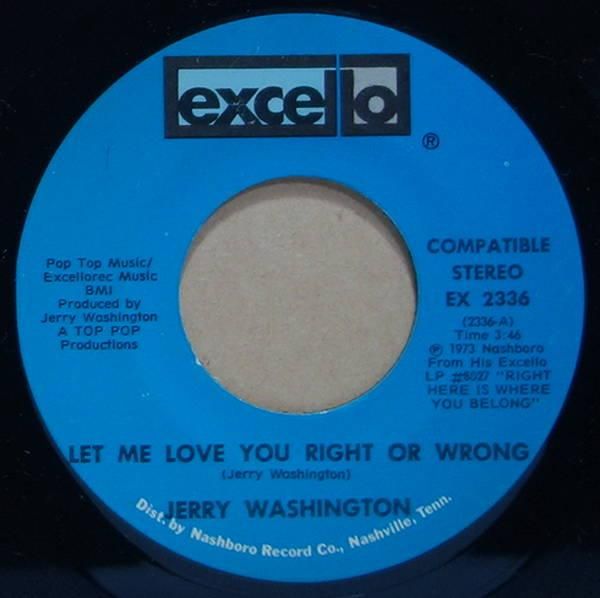 excello
®
Pop Top Music/
Excellorec Music
BMI
Produced by
Jerry Washington
A TOP POP
Productions
COMPATIBLE
STEREO
EX 2336
(2336-A)
Time 3:46
℗ 1973 Nashboro
From His Excello
LP #8027 "RIGHT
HERE IS WHERE
YOU BELONG"
LET ME LOVE YOU RIGHT OR WRONG
(Jerry Washington)
JERRY WASHINGTON
Dist. by Nashboro Record Co., Nashville, Tenn.